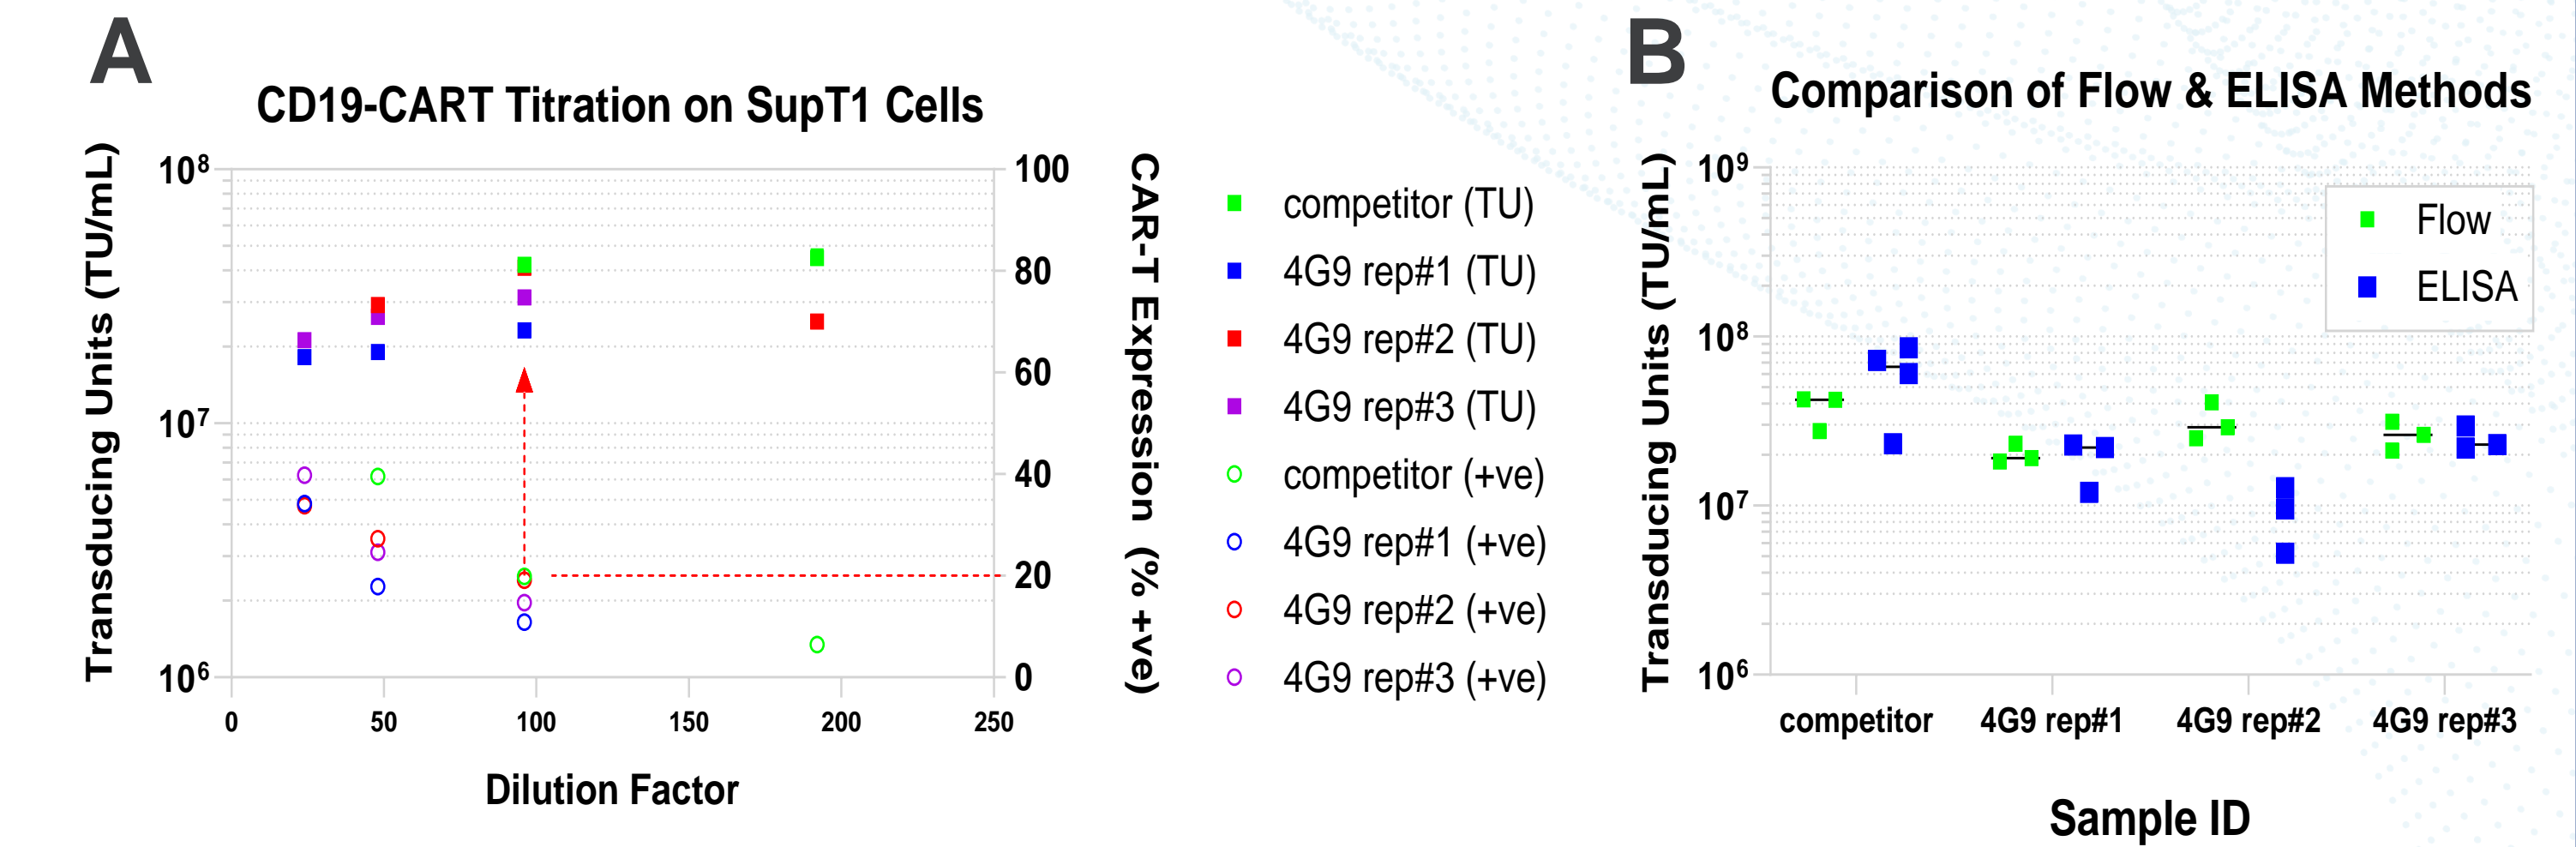 A
CD19-CART Titration on SupT1 Cells
Transducing Units (TU/mL)
10⁸
10⁷
10⁶
100
80
60
40
20
0
CAR-T Expression (% +ve)
0 50 100 150 200 250
Dilution Factor
competitor (TU)
4G9 rep#1 (TU)
4G9 rep#2 (TU)
4G9 rep#3 (TU)
competitor (+ve)
4G9 rep#1 (+ve)
4G9 rep#2 (+ve)
4G9 rep#3 (+ve)
B
Comparison of Flow & ELISA Methods
Transducing Units (TU/mL)
10⁹
10⁸
10⁷
10⁶
Flow
ELISA
competitor 4G9 rep#1 4G9 rep#2 4G9 rep#3
Sample ID